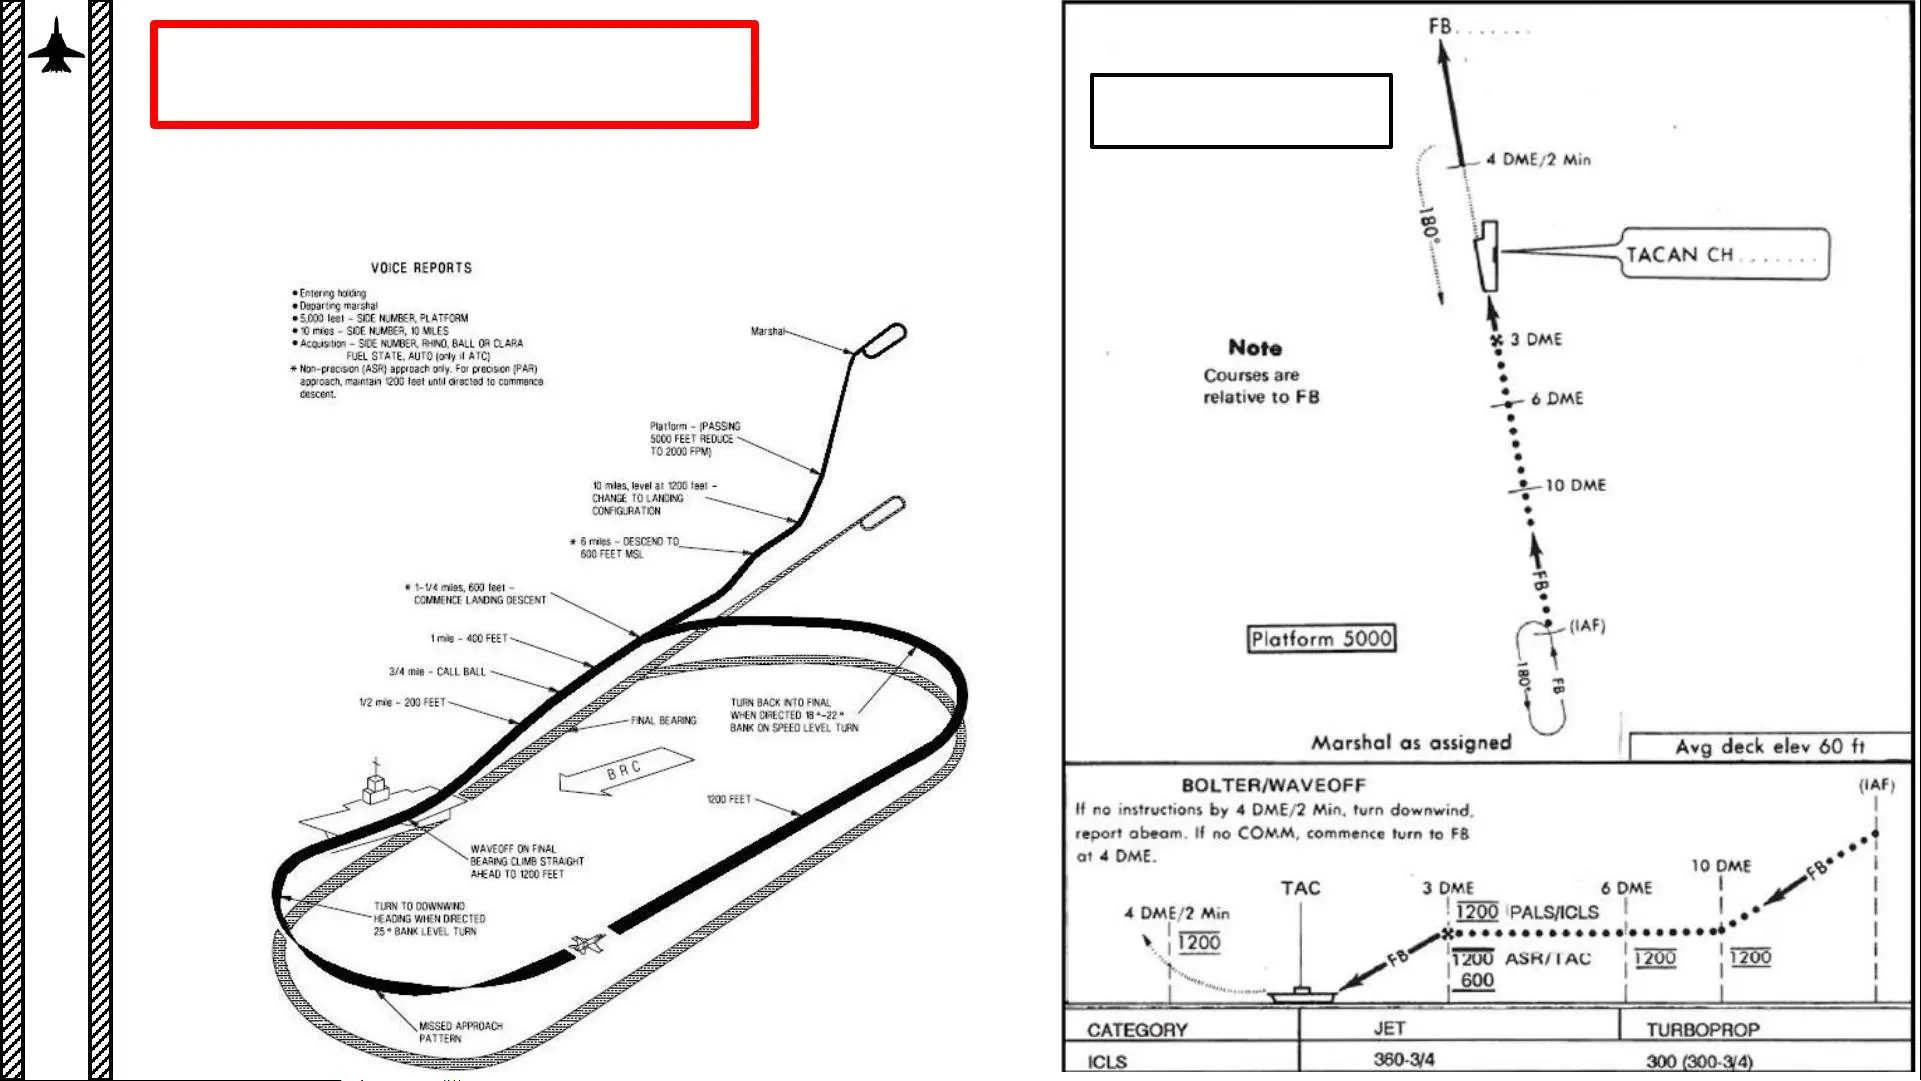 VOICE REPORTS
• Entering holding
• Departing marshal
• 5,000 feet – SIDE NUMBER, PLATFORM
• 10 miles – SIDE NUMBER, 10 MILES
• Acquisition – SIDE NUMBER, RHINO, BALL OR CLARA
FUEL STATE, AUTO (only if ATC)
* Non-precision (ASR) approach only. For precision (PAR)
approach, maintain 1200 feet until directed to commence
descent.
Marshal
Platform – (PASSING
5000 FEET REDUCE
TO 2000 FPM)
10 miles, level at 1200 feet –
CHANGE TO LANDING
CONFIGURATION
* 6 miles – DESCEND TO
600 FEET MSL
* 1-1/4 miles, 600 feet –
COMMENCE LANDING DESCENT
1 mile – 400 FEET
3/4 mile – CALL BALL
1/2 mile – 200 FEET
FINAL BEARING
TURN BACK INTO FINAL
WHEN DIRECTED 18°–22°
BANK ON SPEED LEVEL TURN
BRC
1200 FEET
WAVEOFF ON FINAL
BEARING CLIMB STRAIGHT
AHEAD TO 1200 FEET
TURN TO DOWNWIND
HEADING WHEN DIRECTED
25° BANK LEVEL TURN
MISSED APPROACH
PATTERN
FB.......
4 DME/2 Min
180°
TACAN CH.......
3 DME
Note
Courses are
relative to FB
6 DME
10 DME
FB
(IAF)
Platform 5000
180°
FB
Marshal as assigned
Avg deck elev 60 ft
BOLTER/WAVEOFF
If no instructions by 4 DME/2 Min, turn downwind,
report abeam. If no COMM, commence turn to FB
at 4 DME.
(IAF)
10 DME
FB
TAC
3 DME
6 DME
4 DME/2 Min
1200 PALS/ICLS
1200
FB
1200 ASR/TAC
1200
1200
600
CATEGORY JET TURBOPROP
ICLS 360-3/4 300 (300-3/4)